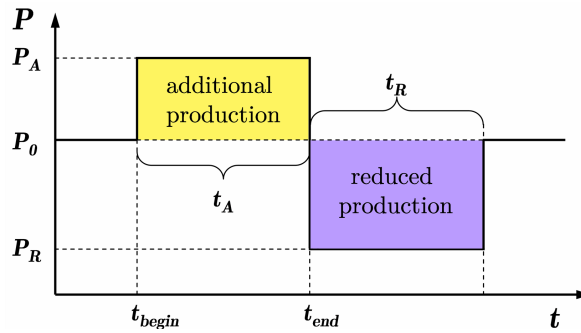 P
P_A
additional
production
t_R
P_0
t_A
reduced
production
P_R
t_begin
t_end
t